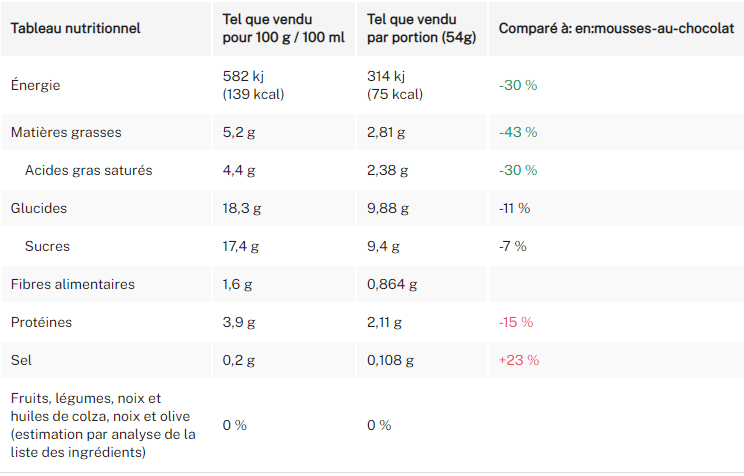 Tableau nutritionnel
Tel que vendu
pour 100 g / 100 ml
Tel que vendu
par portion (54g)
Comparé à: en:mousses-au-chocolat
Énergie
582 kj
(139 kcal)
314 kj
(75 kcal)
-30 %
Matières grasses
5,2 g
2,81 g
-43 %
Acides gras saturés
4,4 g
2,38 g
-30 %
Glucides
18,3 g
9,88 g
-11 %
Sucres
17,4 g
9,4 g
-7 %
Fibres alimentaires
1,6 g
0,864 g
Protéines
3,9 g
2,11 g
-15 %
Sel
0,2 g
0,108 g
+23 %
Fruits, légumes, noix et
huiles de colza, noix et olive
(estimation par analyse de la
liste des ingrédients)
0 %
0 %